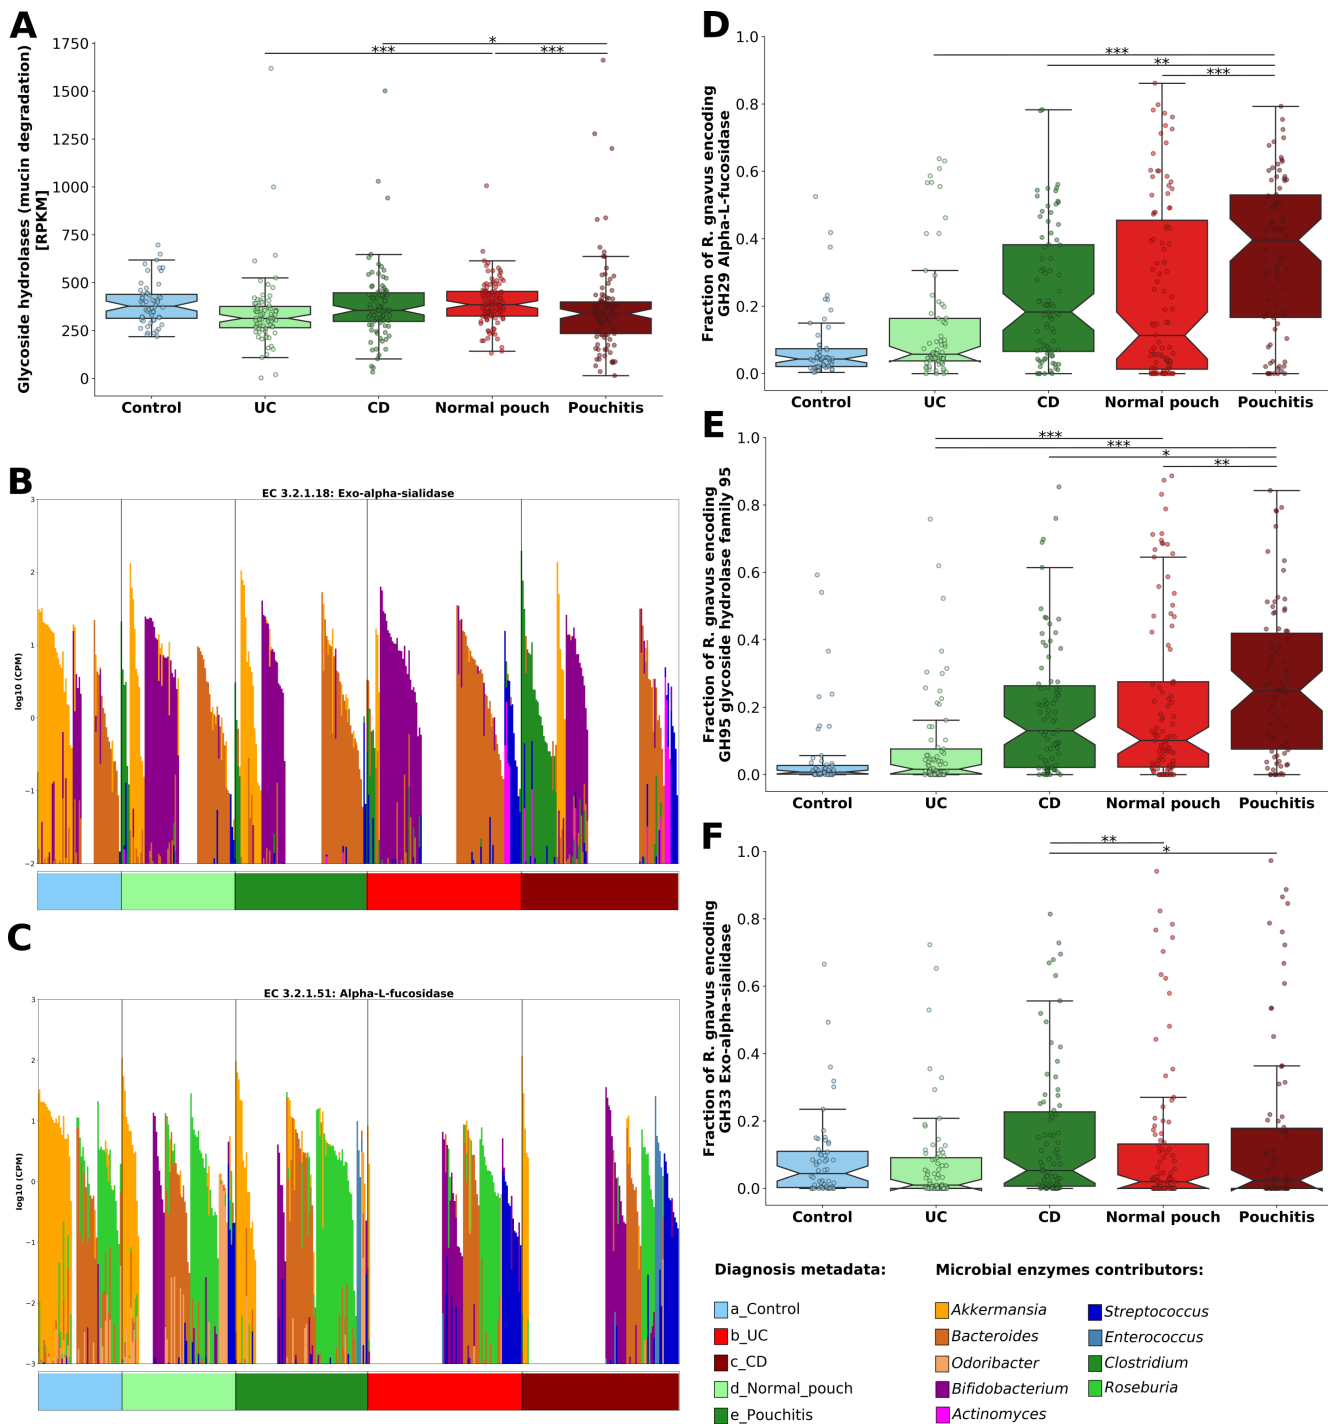 A
Glycoside hydrolases (mucin degradation)
[RPKM]
1750
1500
1250
1000
750
500
250
0
***
*
***
Control UC CD Normal pouch Pouchitis
B
EC 3.2.1.18: Exo-alpha-sialidase
log10 (CPM)
3
2
1
0
−1
−2
C
EC 3.2.1.51: Alpha-L-fucosidase
log10 (CPM)
3
2
1
0
−1
−2
−3
D
Fraction of R. gnavus encoding
GH29 Alpha-L-fucosidase
1.0
0.8
0.6
0.4
0.2
0.0
***
**
***
Control UC CD Normal pouch Pouchitis
E
Fraction of R. gnavus encoding
GH95 glycoside hydrolase family 95
1.0
0.8
0.6
0.4
0.2
0.0
***
***
*
**
Control UC CD Normal pouch Pouchitis
F
Fraction of R. gnavus encoding
GH33 Exo-alpha-sialidase
1.0
0.8
0.6
0.4
0.2
0.0
**
*
Control UC CD Normal pouch Pouchitis
Diagnosis metadata:
a_Control
b_UC
c_CD
d_Normal_pouch
e_Pouchitis
Microbial enzymes contributors:
Akkermansia
Bacteroides
Odoribacter
Bifidobacterium
Actinomyces
Streptococcus
Enterococcus
Clostridium
Roseburia